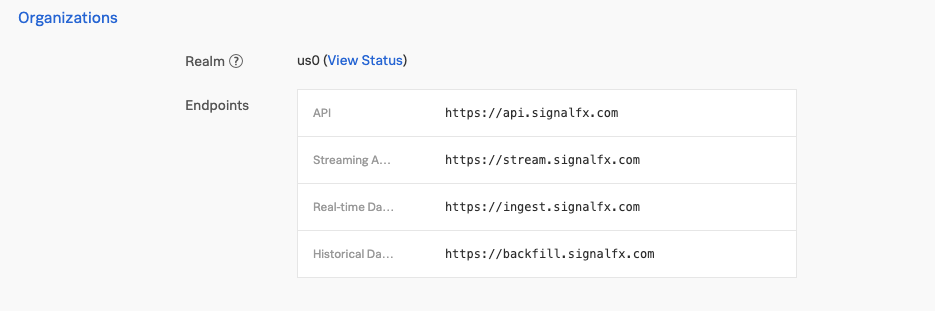 Organizations
Realm ? us0 (View Status)
Endpoints API https://api.signalfx.com
Streaming A... https://stream.signalfx.com
Real-time Da... https://ingest.signalfx.com
Historical Da... https://backfill.signalfx.com